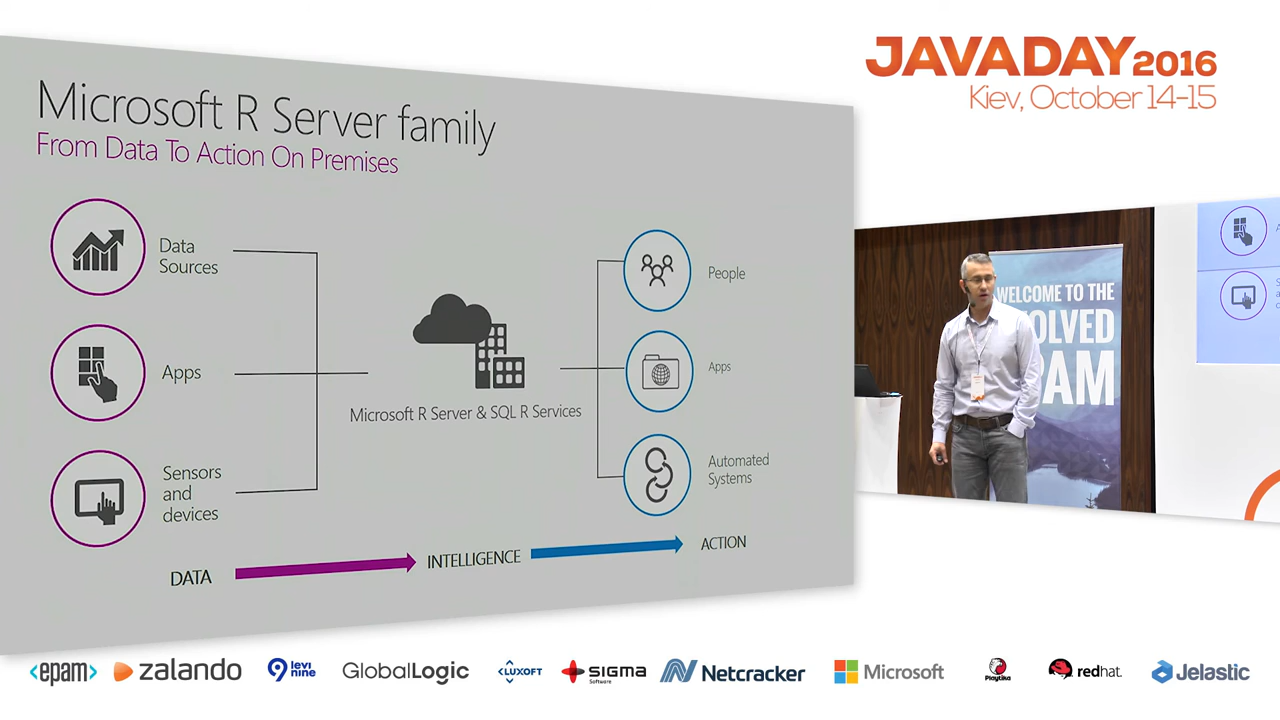 JAVADAY 2016
Kiev, October 14-15
Microsoft R Server family
From Data To Action On Premises
Data
Sources
Apps
Sensors
and
devices
Microsoft R Server & SQL R Services
People
Apps
Automated
Systems
DATA
INTELLIGENCE
ACTION
WELCOME TO THE
OLVED
AM
<epam>
zalando
9 levi
nine
GlobalLogic
LUXOFT
SIGMA
Software
Netcracker
Microsoft
Playtika
redhat.
Jelastic